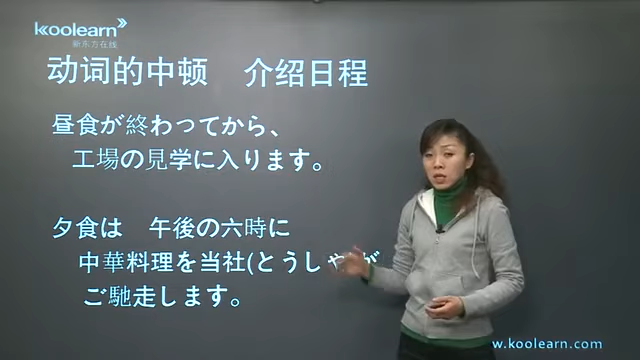 koolearn
新东方在线
动词的中顿 介绍日程
昼食が終わってから、
工場の見学に入ります。
夕食は 午後の六時に
中華料理を当社(とうしゃ が
ご馳走します。
w.koolearn.com